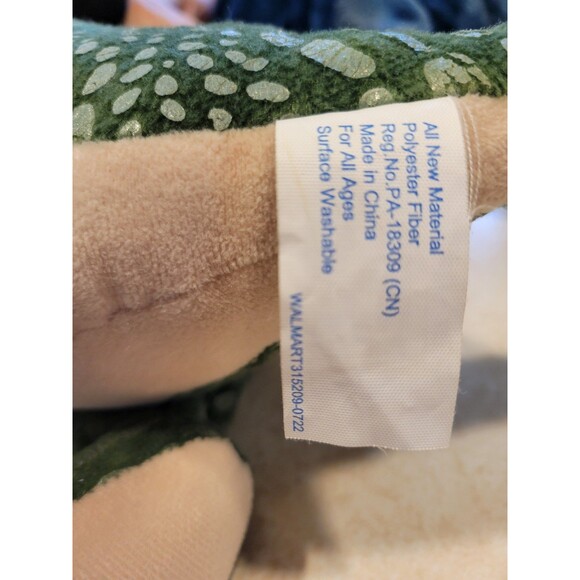 All New Material
Polyester Fiber
Reg.No.PA-18309 (CN)
Made in China
For All Ages
Surface Washable
WALMART315209-0722